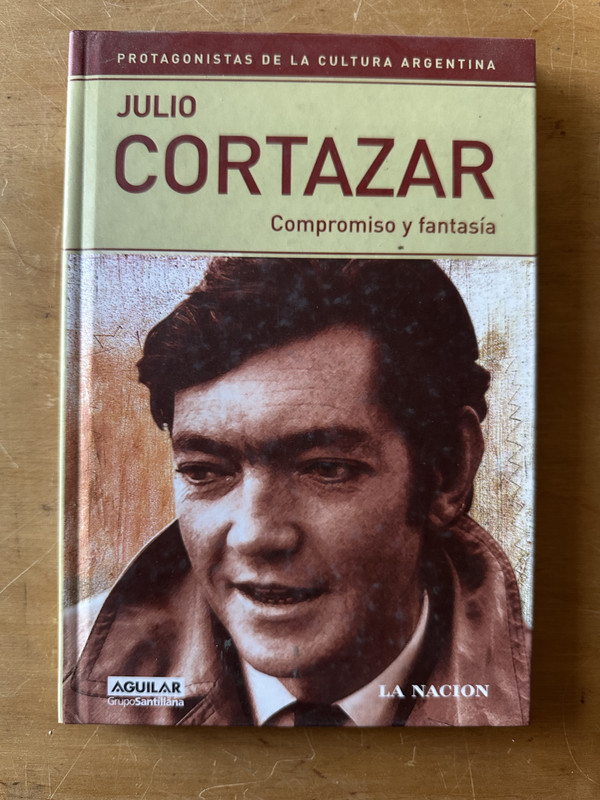 PROTAGONISTAS DE LA CULTURA ARGENTINA
JULIO
CORTAZAR
Compromiso y fantasía
AGUILAR
GrupoSantillana
LA NACION